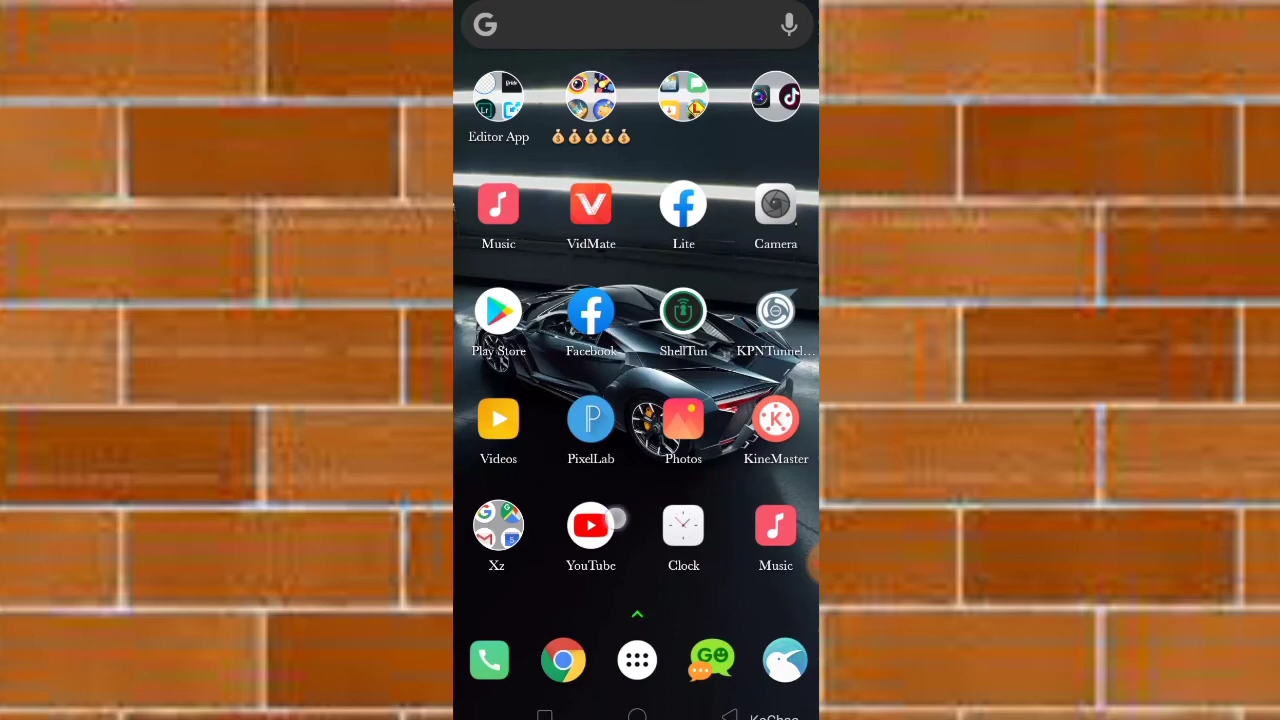 Editor App 💰💰💰💰💰
Music VidMate Lite Camera
Play Store Facebook ShellTun KPNTunnel...
Videos PixelLab Photos KineMaster
Xz YouTube Clock Music
GO